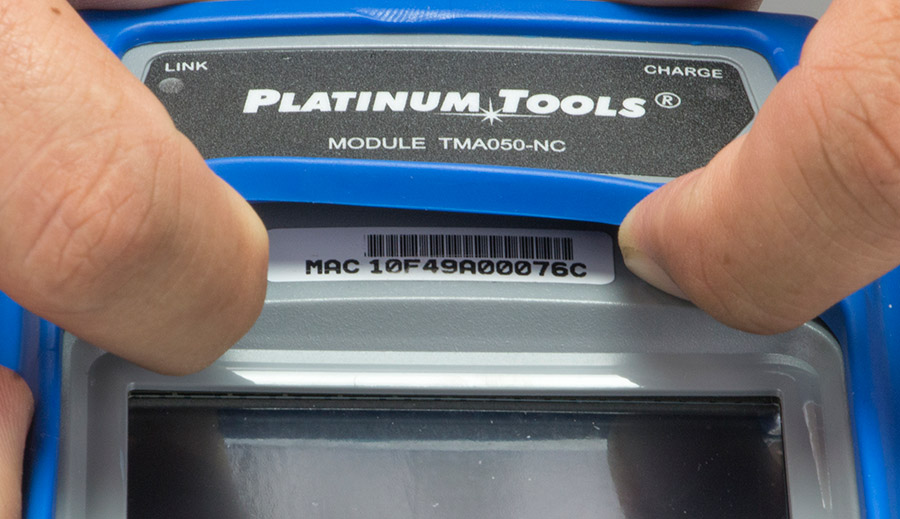 LINK
CHARGE
PLATINUM TOOLS®
MODULE TMA050-NC
MAC 10F49A00076C